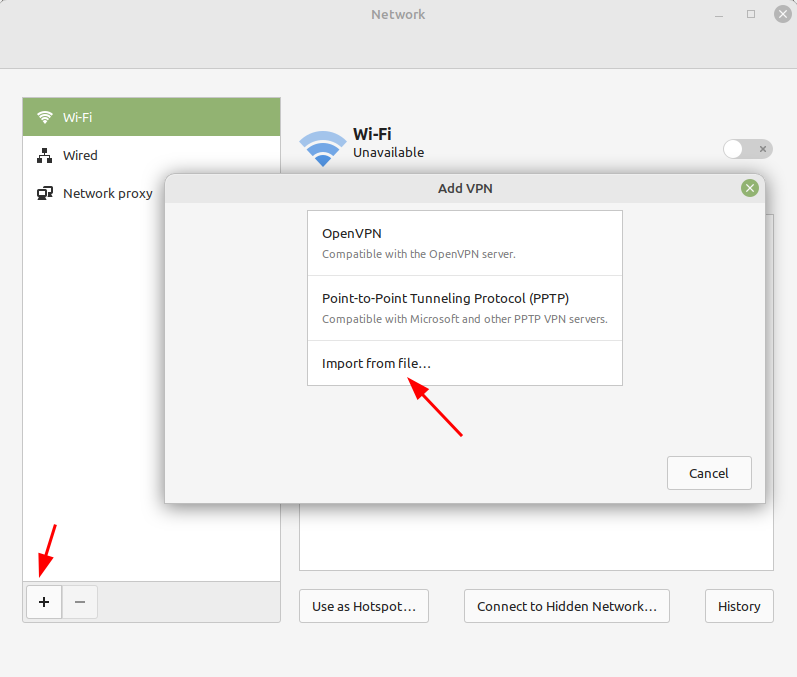 Network
Wi-Fi
Wired
Network proxy
Wi-Fi
Unavailable
Add VPN
OpenVPN
Compatible with the OpenVPN server.
Point-to-Point Tunneling Protocol (PPTP)
Compatible with Microsoft and other PPTP VPN servers.
Import from file…
Cancel
Use as Hotspot…
Connect to Hidden Network…
History